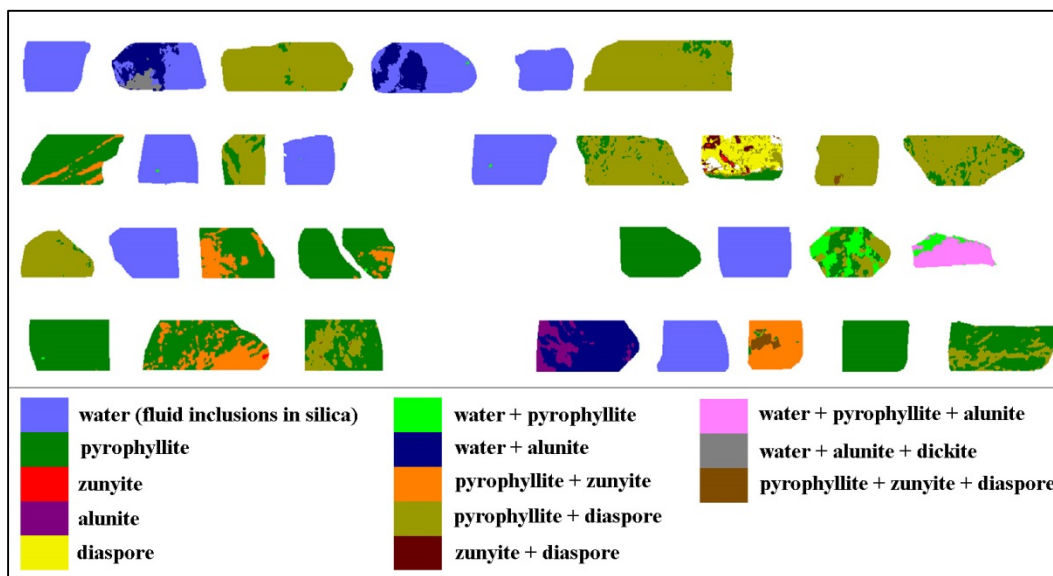 water (fluid inclusions in silica)
pyrophyllite
zunyite
alunite
diaspore
water + pyrophyllite
water + alunite
pyrophyllite + zunyite
pyrophyllite + diaspore
zunyite + diaspore
water + pyrophyllite + alunite
water + alunite + dickite
pyrophyllite + zunyite + diaspore